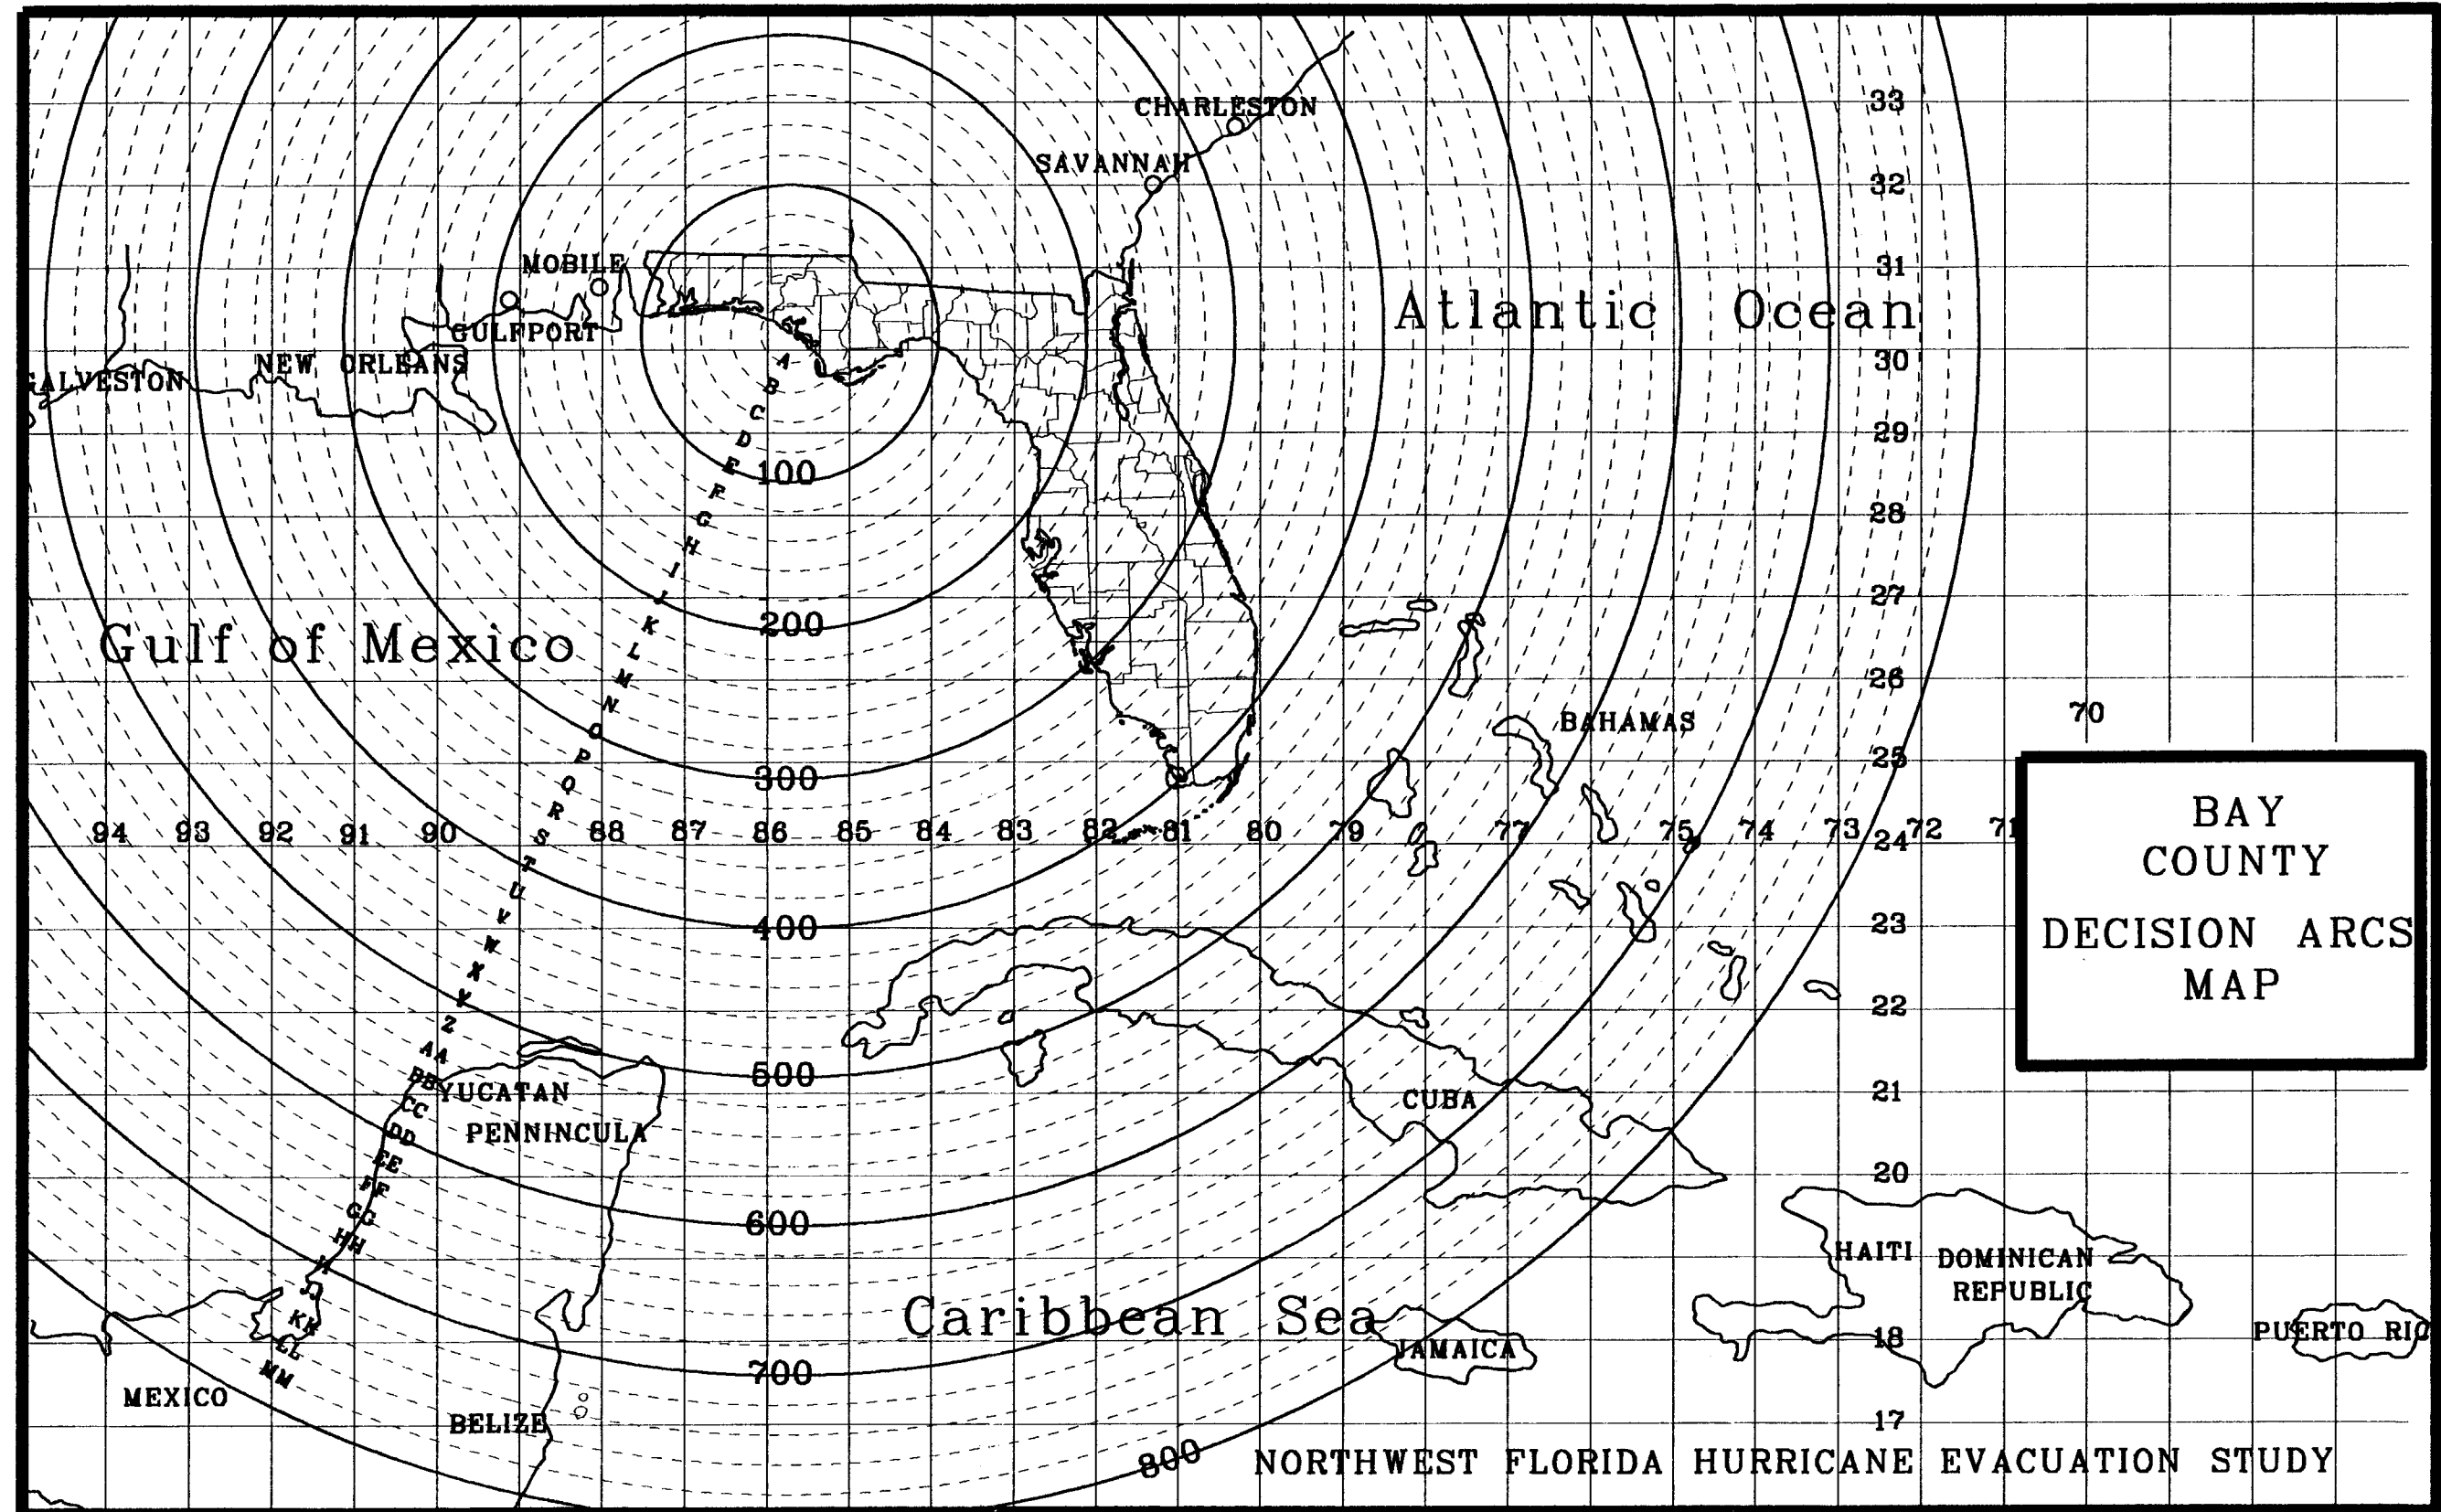 33
CHARLESTON
SAVANNAH
32
MOBILE
31
Atlantic Ocean
GULFPORT
NEW ORLEANS
30
GALVESTON
A
B
C
D
29
E
100
F
G
28
H
I
J
27
200
K
Gulf of Mexico
L
M
26
N
70
O
BAHAMAS
P
25
300
Q
R
94 93 92 91 90 88 87 86 85 84 83 82 81 80 79 77 75 74 73 72 71
S
24
T
U
V
23
400
W
X
Y
22
Z
AA
500
BB
YUCATAN
PENNINCULA
21
CUBA
CC
DD
EE
20
FF
GG
600
HH
HAITI
DOMINICAN
REPUBLIC
II
JJ
Caribbean Sea
KK
18
PUERTO RIC
LL
JAMAICA
MM
700
MEXICO
BELIZE
17
800
NORTHWEST FLORIDA HURRICANE EVACUATION STUDY
BAY
COUNTY
DECISION ARCS
MAP